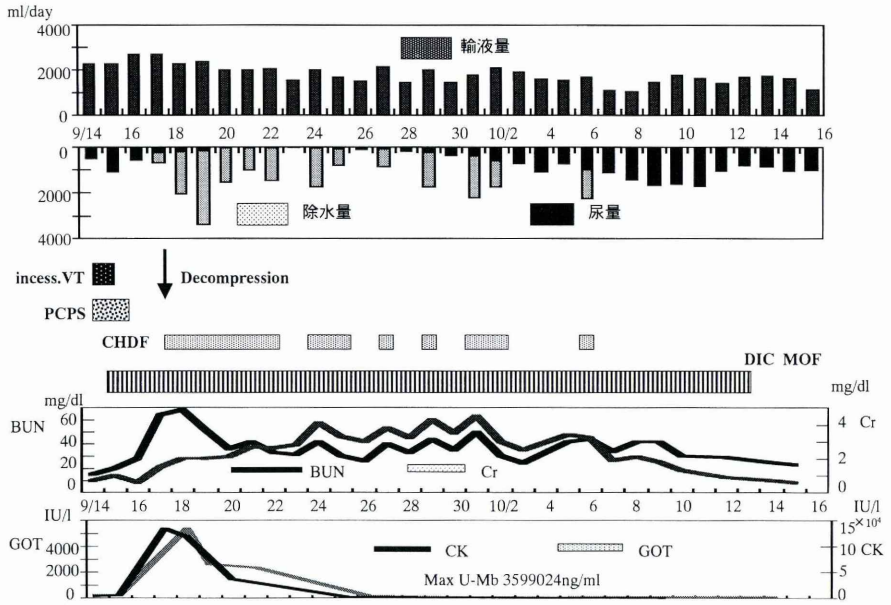 ml/day
4000
2000
0
輸液量
9/14 16 18 20 22 24 26 28 30 10/2 4 6 8 10 12 14 16
0
2000
4000
除水量 尿量
incess.VT
Decompression
PCPS
CHDF
DIC MOF
mg/dl mg/dl
BUN 60 40 20 0
4 2 0 Cr
BUN Cr
9/14 16 18 20 22 24 26 28 30 10/2 4 6 8 10 12 14 16
IU/l IU/l
GOT 4000 2000 0
15×10⁴ 10 5 0 CK
CK GOT
Max U-Mb 3599024ng/ml